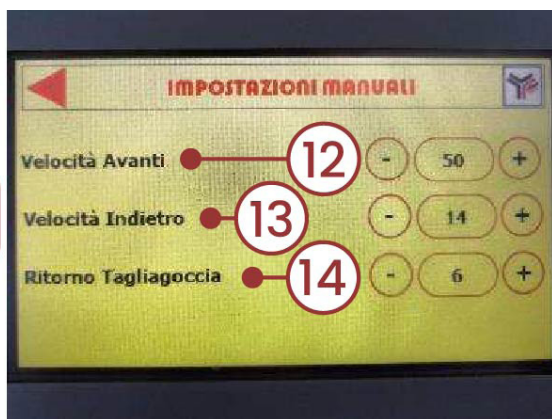 IMPOSTAZIONI MANUALI
Velocità Avanti 12 - 50 +
Velocità Indietro 13 - 14 +
Ritorno Tagliagoccia 14 - 6 +